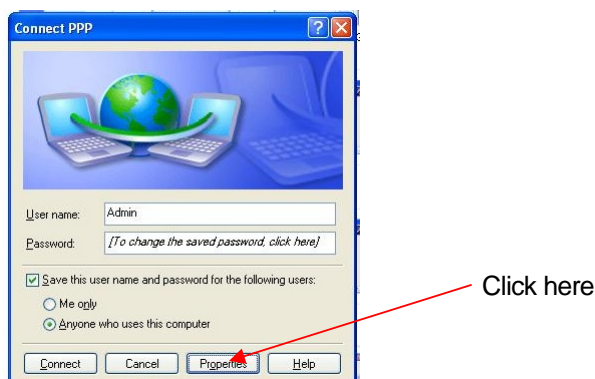 Connect PPP
User name: Admin
Password: [To change the saved password, click here]
Save this user name and password for the following users:
Me only
Anyone who uses this computer
Click here
Connect Cancel Properties Help